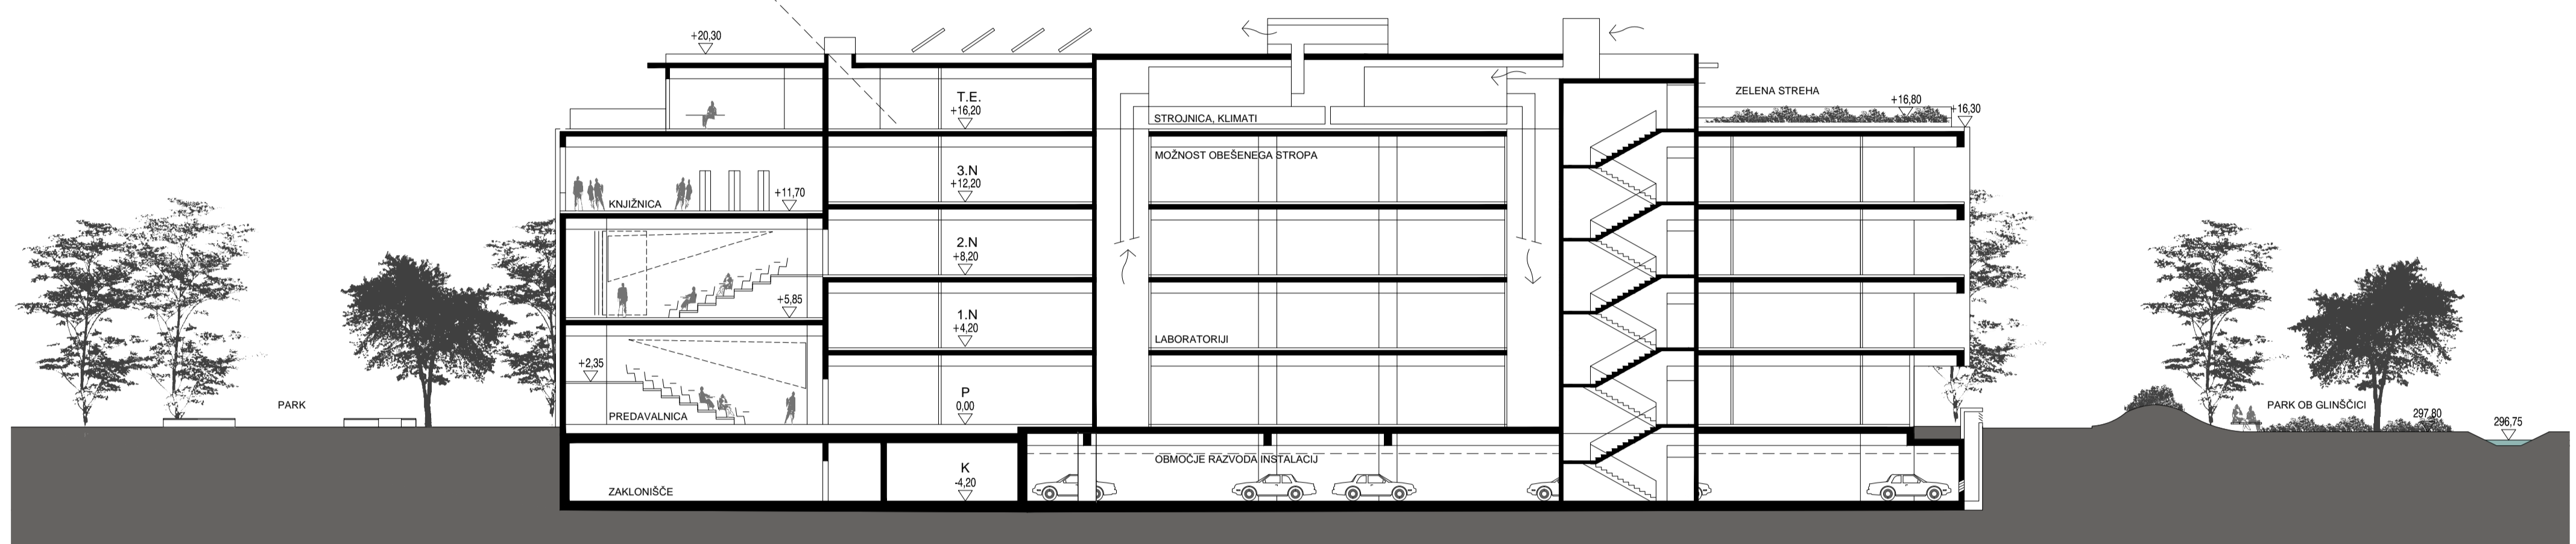 +20,30
ZELENA STREHA
T.E.
+16,20
+16,80
+16,30
STROJNICA, KLIMATI
MOŽNOST OBEŠENEGA STROPA
3.N
+12,20
+11,70
KNJIŽNICA
2.N
+8,20
+5,85
1.N
+4,20
LABORATORIJI
+2,35
P
0,00
PARK
PREDAVALNICA
PARK OB GLINŠČICI
297,80
296,75
OBMOČJE RAZVODA INSTALACIJ
K
-4,20
ZAKLONIŠČE